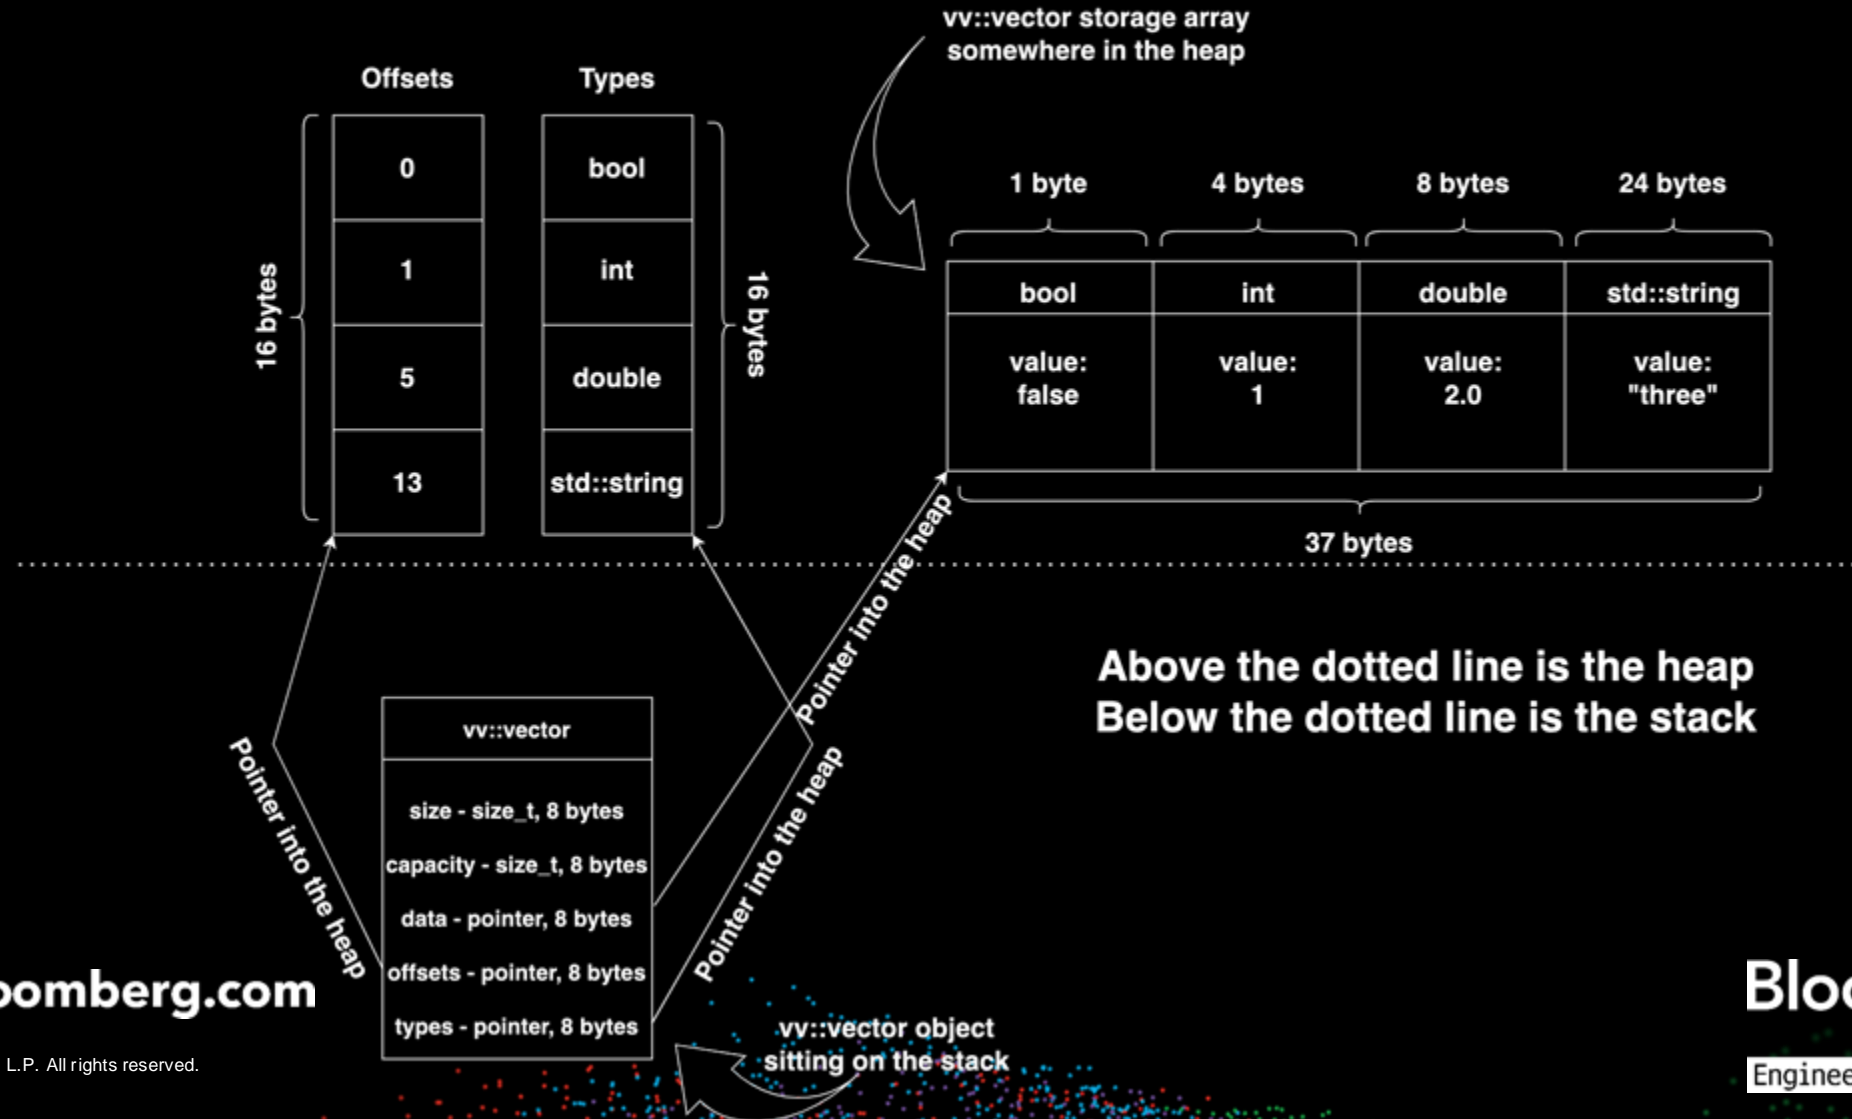 vv::vector storage array
somewhere in the heap
Offsets
Types
0
1
5
13
bool
int
double
std::string
16 bytes
16 bytes
1 byte
4 bytes
8 bytes
24 bytes
bool
int
double
std::string
value:
false
value:
1
value:
2.0
value:
"three"
37 bytes
Pointer into the heap
Pointer into the heap
Pointer into the heap
Above the dotted line is the heap
Below the dotted line is the stack
vv::vector
size - size_t, 8 bytes
capacity - size_t, 8 bytes
data - pointer, 8 bytes
offsets - pointer, 8 bytes
types - pointer, 8 bytes
vv::vector object
sitting on the stack
oomberg.com
L.P. All rights reserved.
Bloo
Enginee